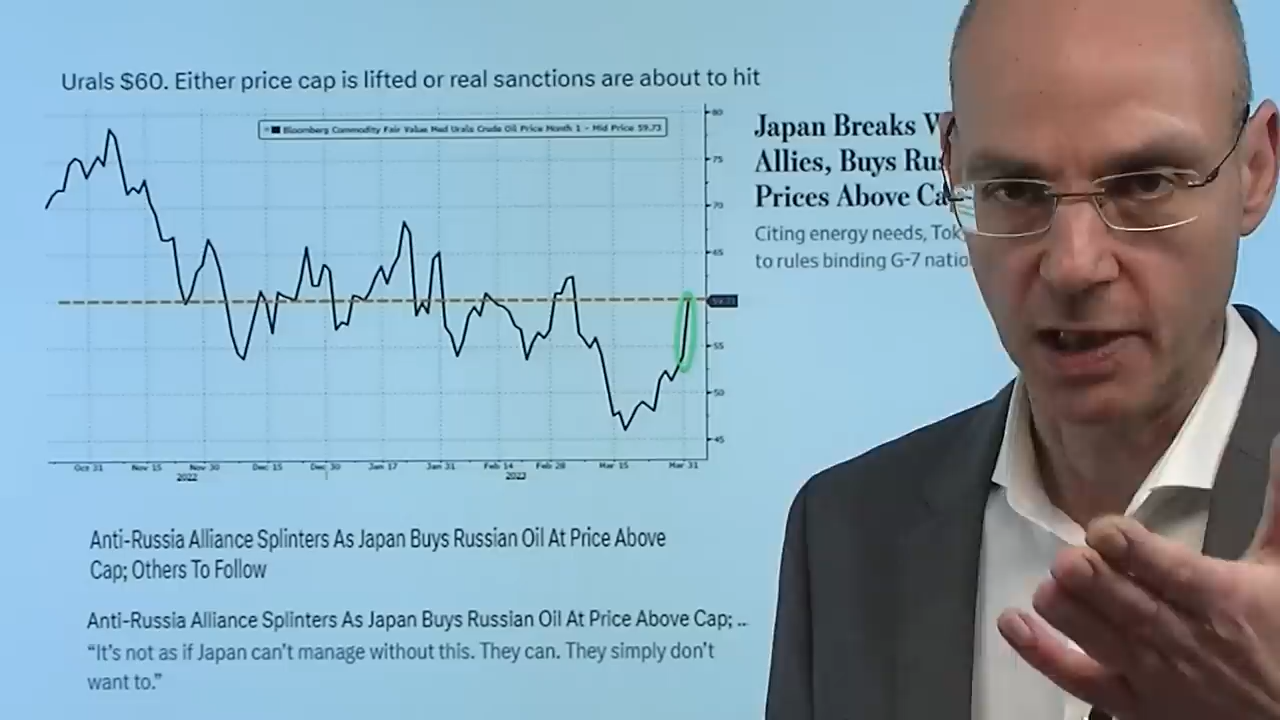 Urals $60. Either price cap is lifted or real sanctions are about to hit
Bloomberg Commodity Fair Value Med Urals Crude Oil Price Month 1 - Mid Price 59.73
80
75
70
65
59.73
55
50
45
Oct 31 Nov 15 Nov 30 Dec 15 Dec 30 Jan 17 Jan 31 Feb 14 Feb 28 Mar 15 Mar 31
2022 2023
Japan Breaks W
Allies, Buys Rus
Prices Above Ca
Citing energy needs, Tok
to rules binding G-7 natio
Anti-Russia Alliance Splinters As Japan Buys Russian Oil At Price Above
Cap; Others To Follow
Anti-Russia Alliance Splinters As Japan Buys Russian Oil At Price Above Cap; ..
“It’s not as if Japan can’t manage without this. They can. They simply don’t
want to.”